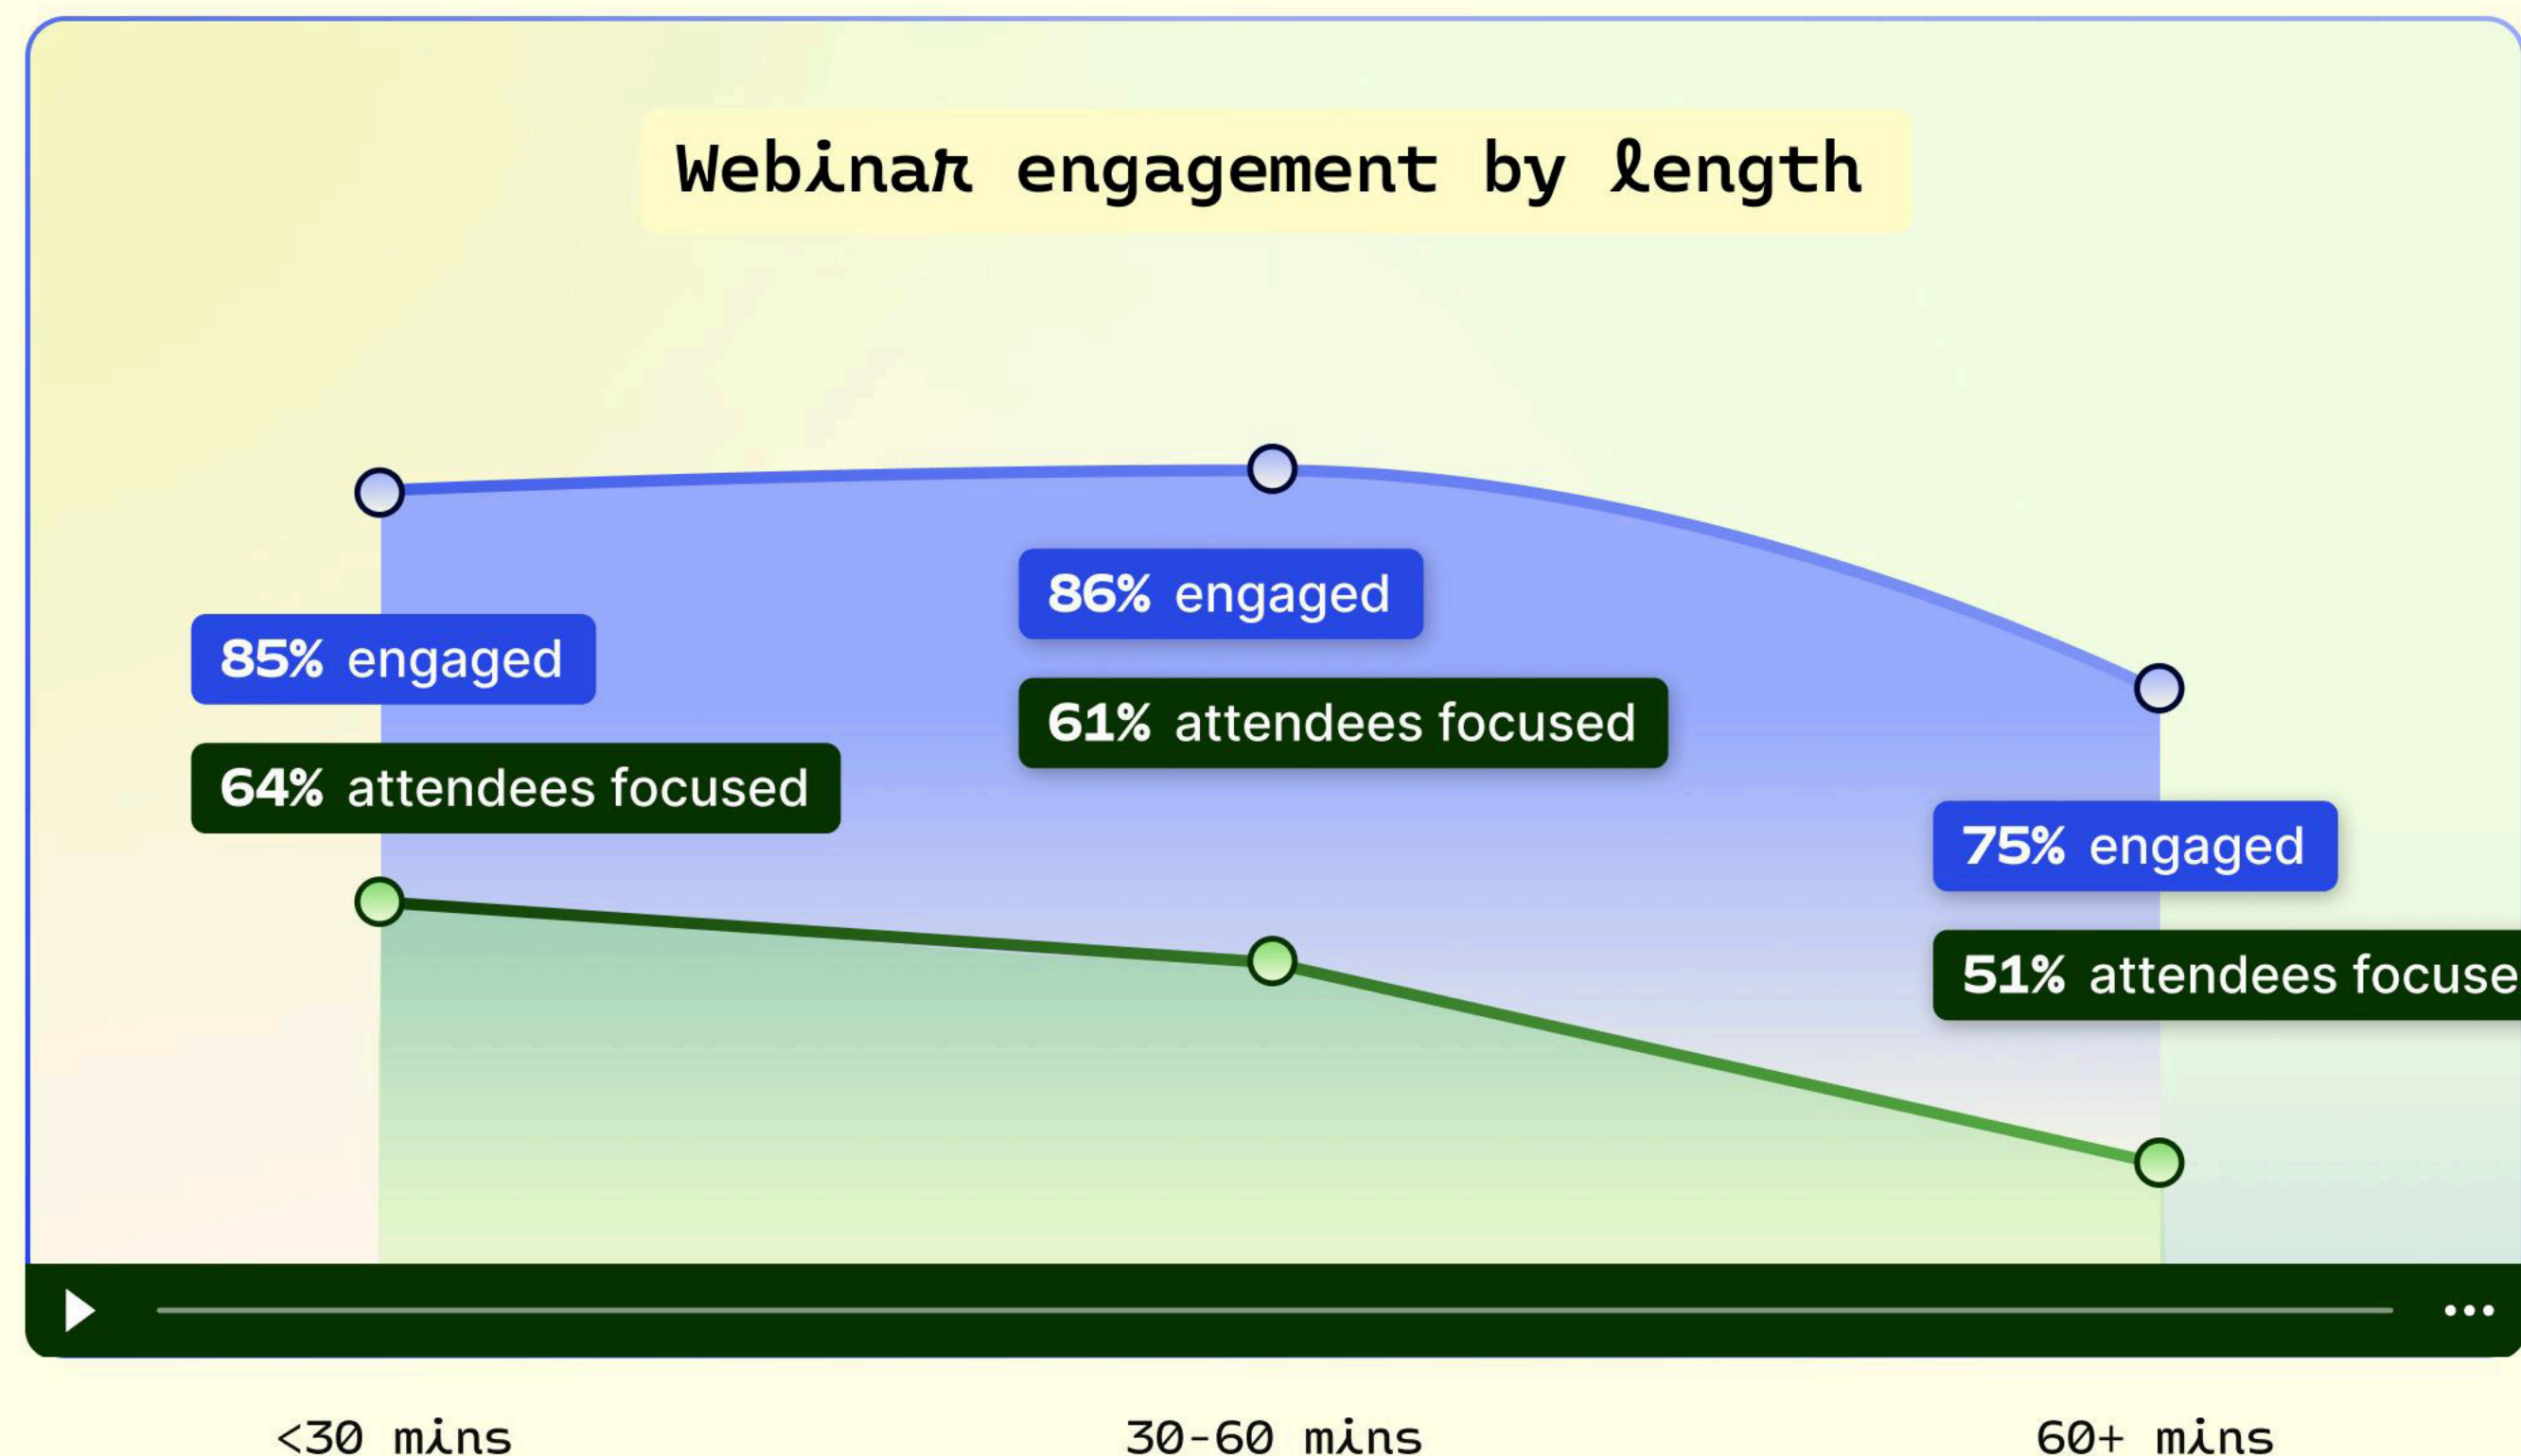 Webinar engagement by length
85% engaged
64% attendees focused
86% engaged
61% attendees focused
75% engaged
51% attendees focuse
<30 mins
30-60 mins
60+ mins